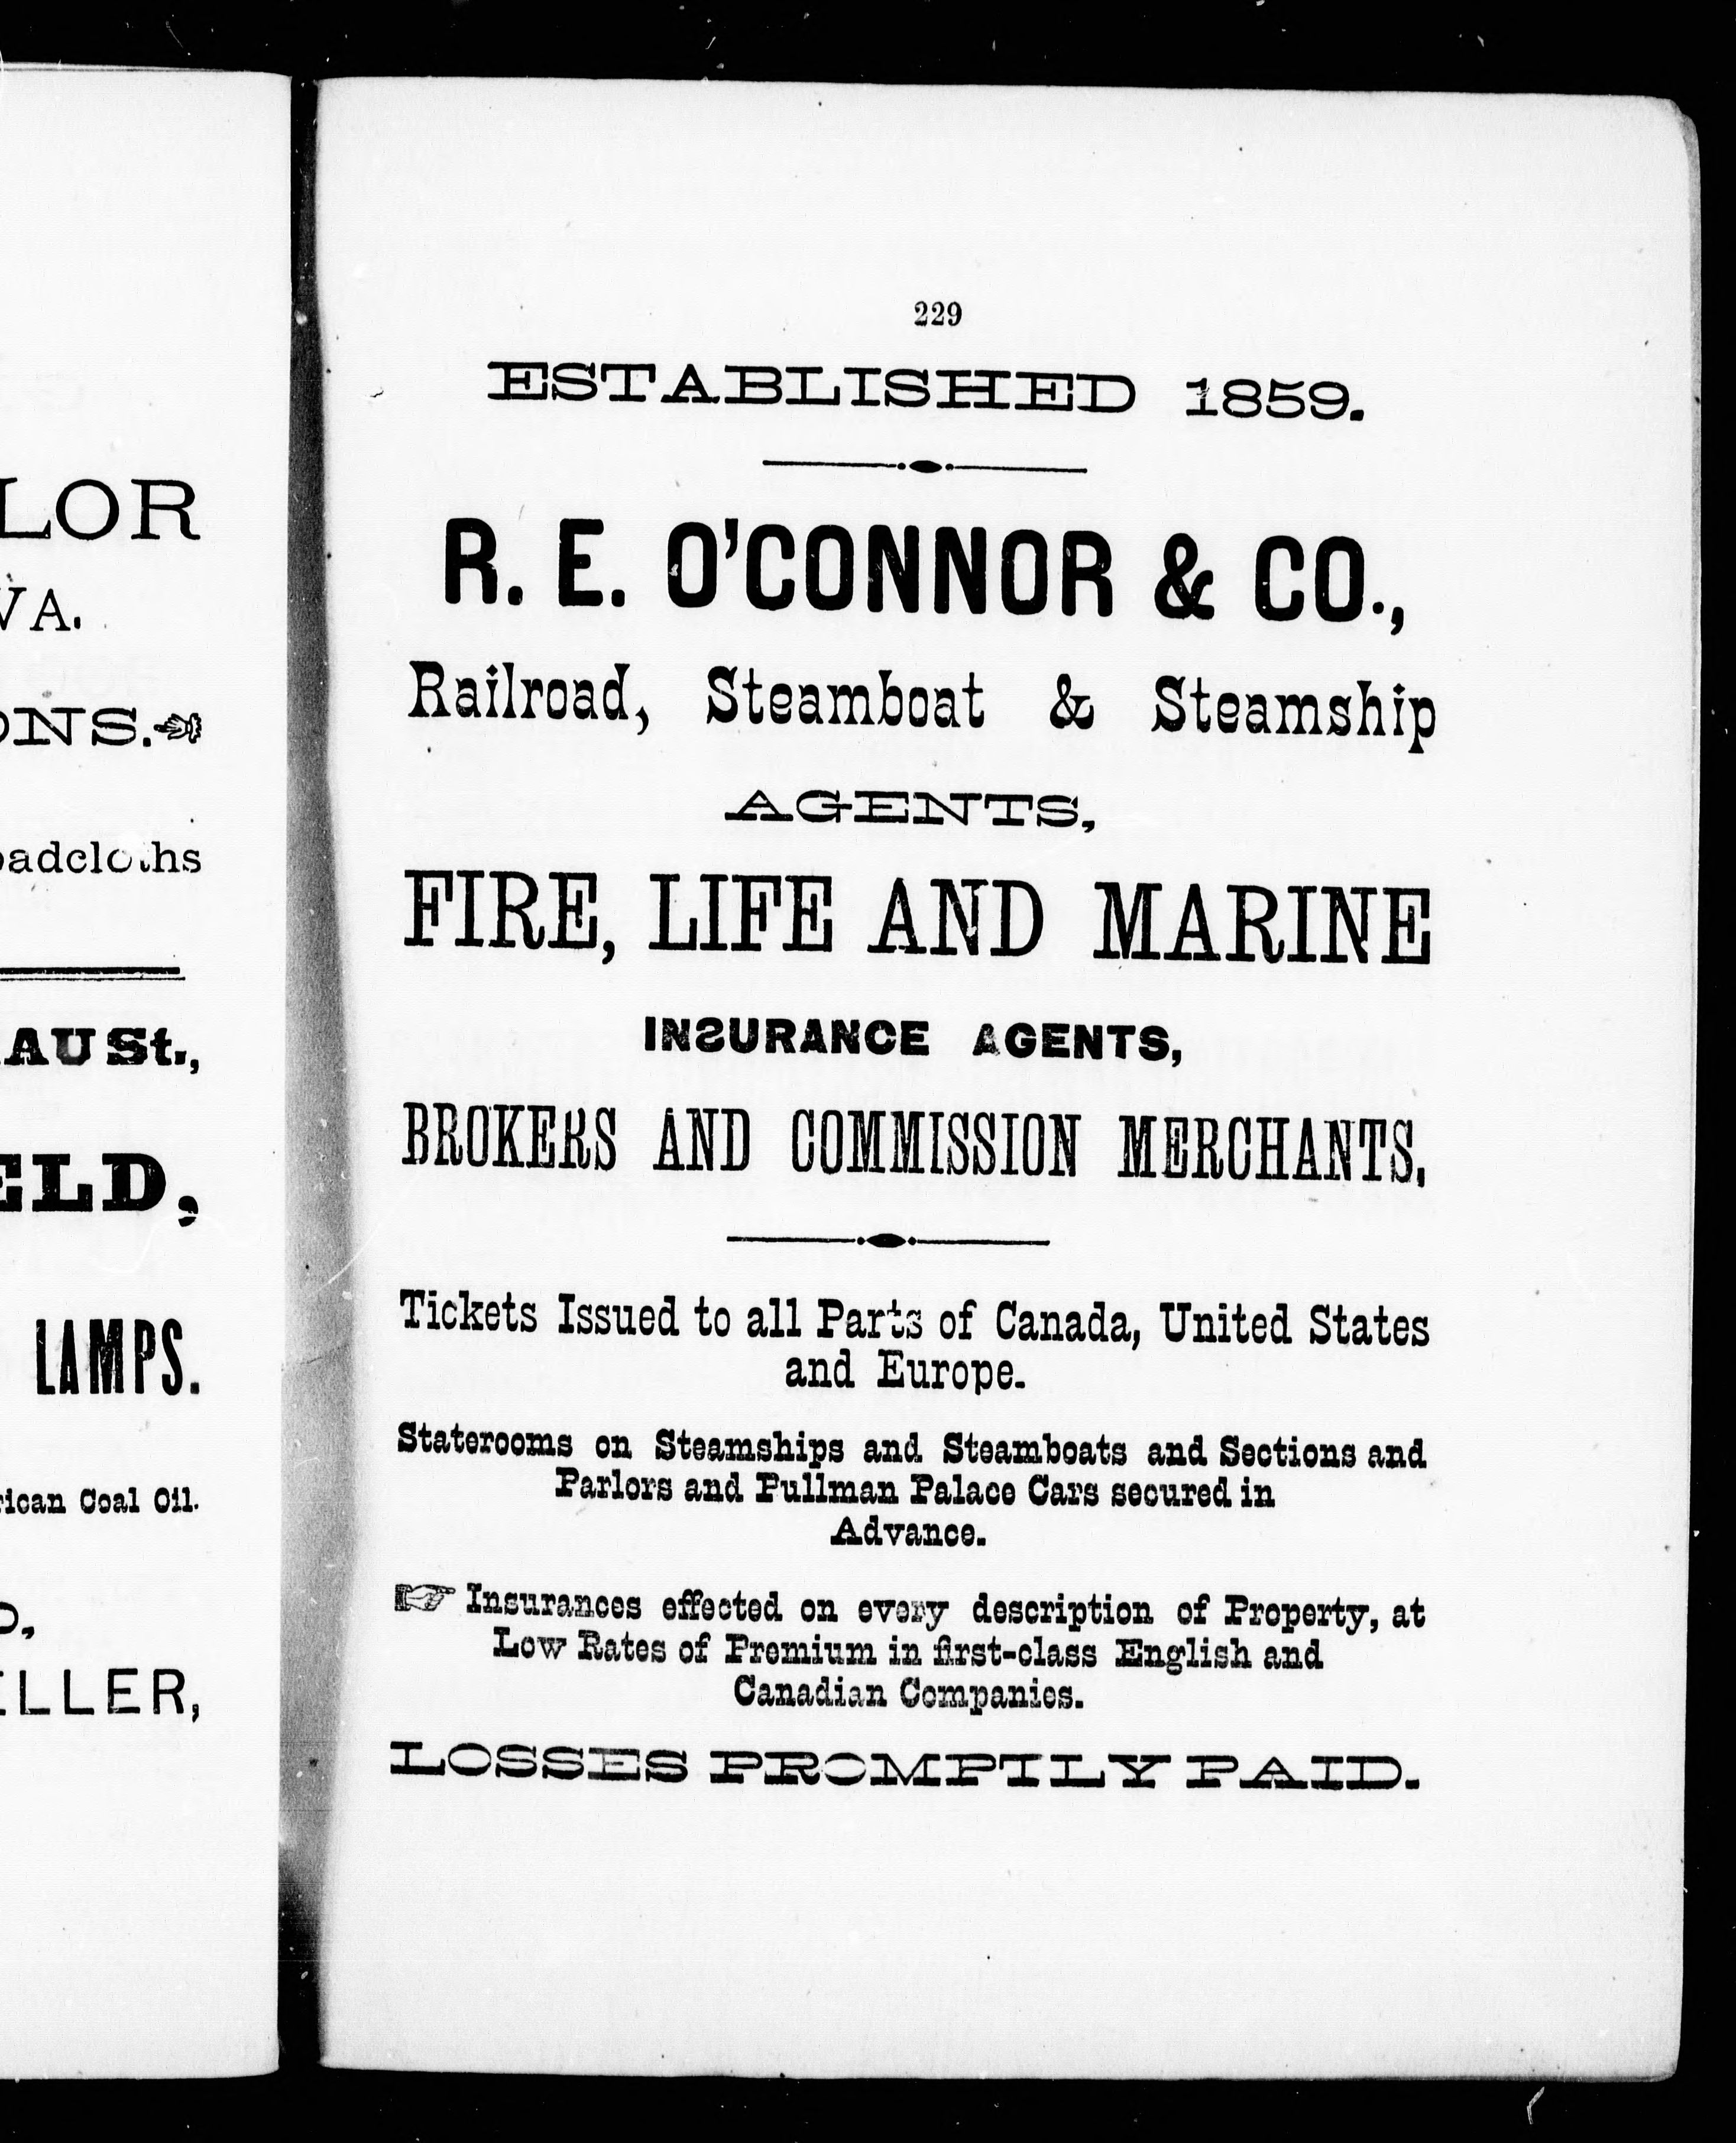 LOR
VA.
ONS.
adcloths
AU St.,
ELD,
LAMPS.
rican Coal Oil.
ELLER,
229
ESTABLISHED 1859.
R. E. O'CONNOR & CO.,
Railroad, Steamboat & Steamship
AGENTS,
FIRE, LIFE AND MARINE
INSURANCE AGENTS,
BROKERS AND COMMISSION MERCHANTS.
Tickets Issued to all Parts of Canada, United States
and Europe.
Staterooms on Steamships and Steamboats and Sections and
Parlors and Pullman Palace Cars secured in
Advance.
☞ Insurances effected on every description of Property, at
Low Rates of Premium in first-class English and
Canadian Companies.
LOSSES PROMPTLY PAID.